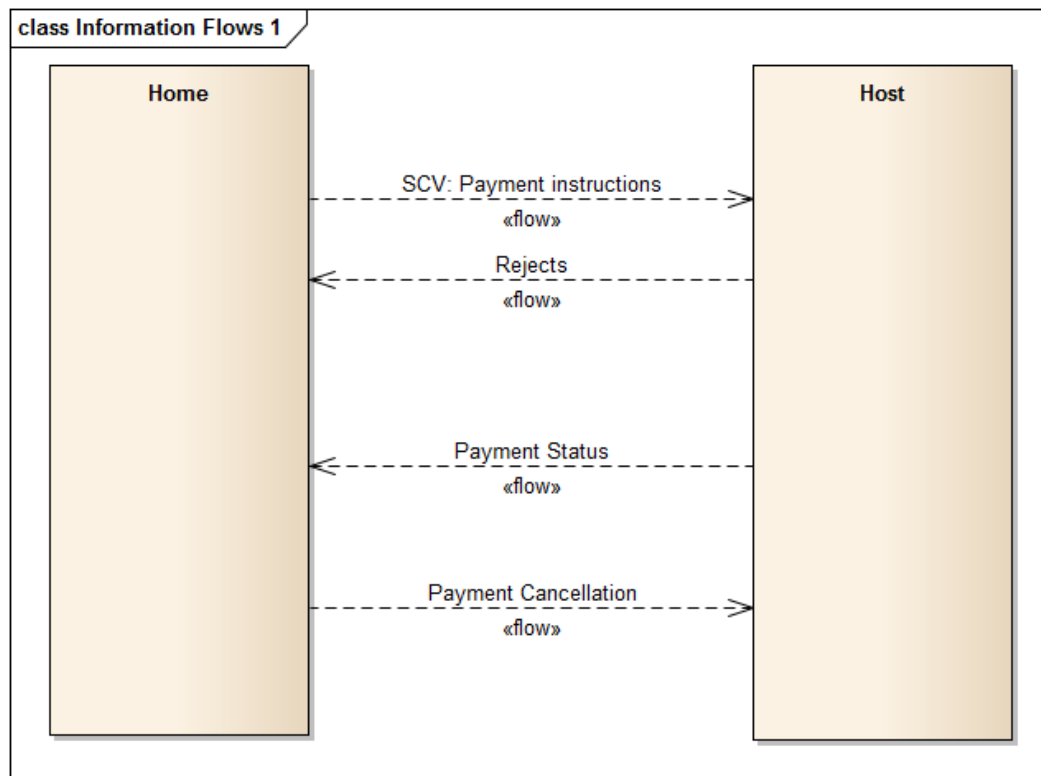 class Information Flows 1
Home
Host
SCV: Payment instructions
«flow»
Rejects
«flow»
Payment Status
«flow»
Payment Cancellation
«flow»